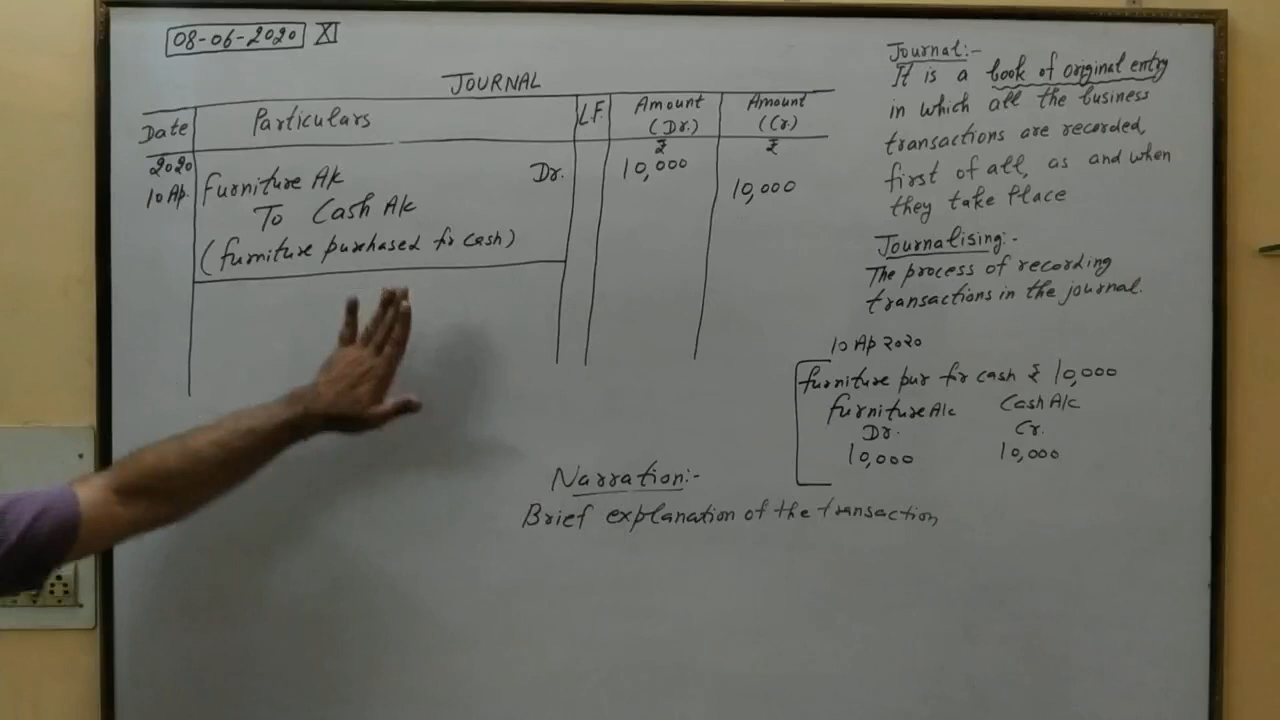 08-06-2020 XI
JOURNAL
Date Particulars L.F. Amount (Dr.) Amount (Cr.)
2020 ₹ ₹
10 Ap. Furniture A/c Dr. 10,000
To Cash A/c 10,000
(furniture purchased for cash)
Journal:-
It is a book of original entry
in which all the business
transactions are recorded,
first of all, as and when
they take Place
Journalising:-
The process of recording
transactions in the journal.
10 Ap 2020
furniture pur for cash ₹ 10,000
furniture A/c Cash A/c
Dr. Cr.
10,000 10,000
Narration:-
Brief explanation of the transaction,